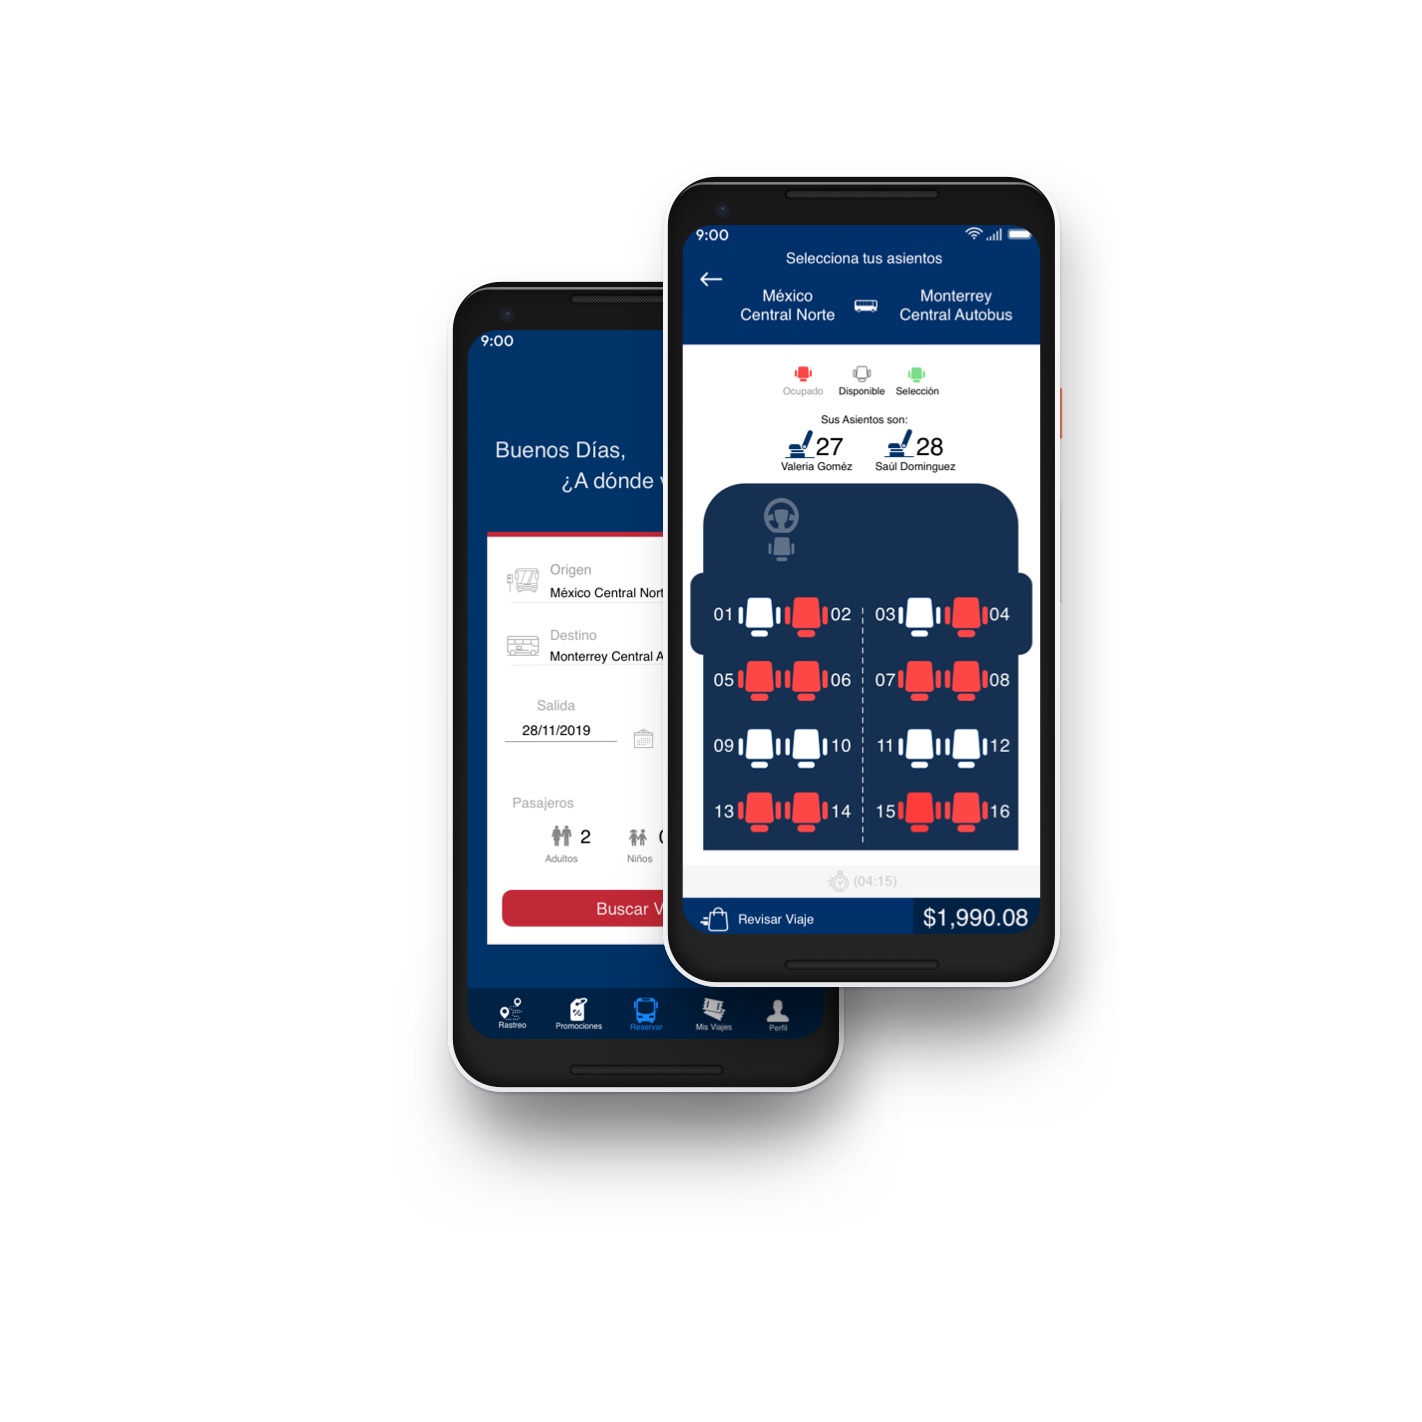 9:00
Buenos Días,
¿A dónde
Origen
México Central Nort
Destino
Monterrey Central A
Salida
28/11/2019
Pasajeros
2
Adultos
Niños
Buscar V
Rastreo
Promociones
Reservar
Mis Viajes
Perfil
9:00
Selecciona tus asientos
México
Central Norte
Monterrey
Central Autobus
Ocupado
Disponible
Selección
Sus Asientos son:
27
28
Valeria Goméz
Saúl Dominguez
01 02 03 04
05 06 07 08
09 10 11 12
13 14 15 16
(04:15)
Revisar Viaje
$1,990.08